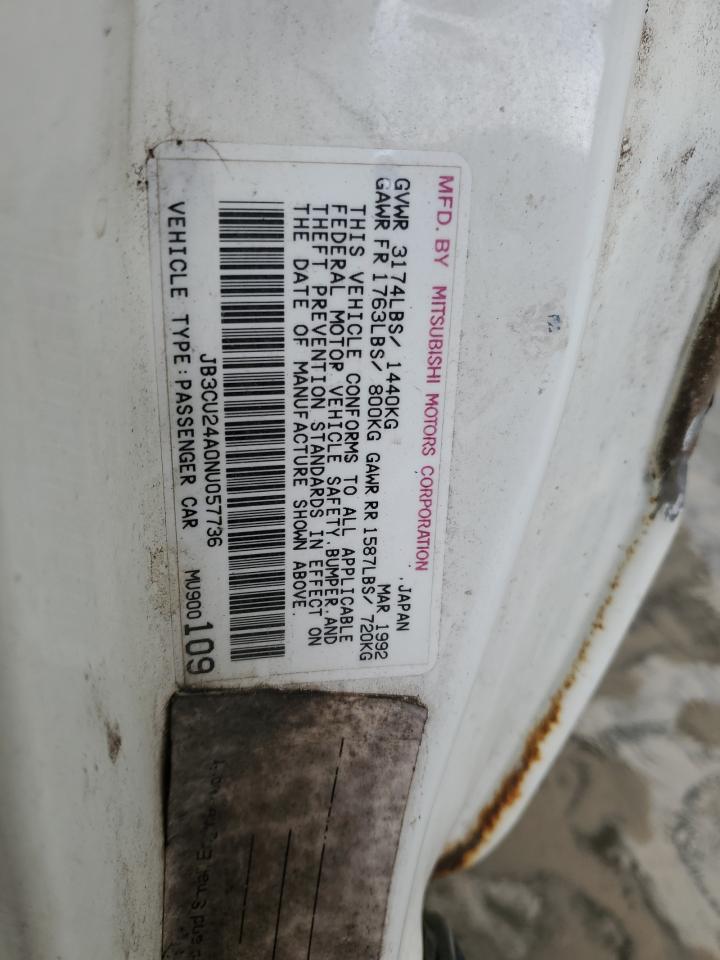 MFD. BY MITSUBISHI MOTORS CORPORATION
, JAPAN
GVWR 3174LBS/ 1440KG MAR 1992
GAWR FR 1763LBS/ 800KG GAWR RR 1587LBS/ 720KG
THIS VEHICLE CONFORMS TO ALL APPLICABLE
FEDERAL MOTOR VEHICLE SAFETY,BUMPER,AND
THEFT PREVENTION STANDARDS IN EFFECT ON
THE DATE OF MANUFACTURE SHOWN ABOVE.
JB3CU24A0NU057736
VEHICLE TYPE:PASSENGER CAR MU900109